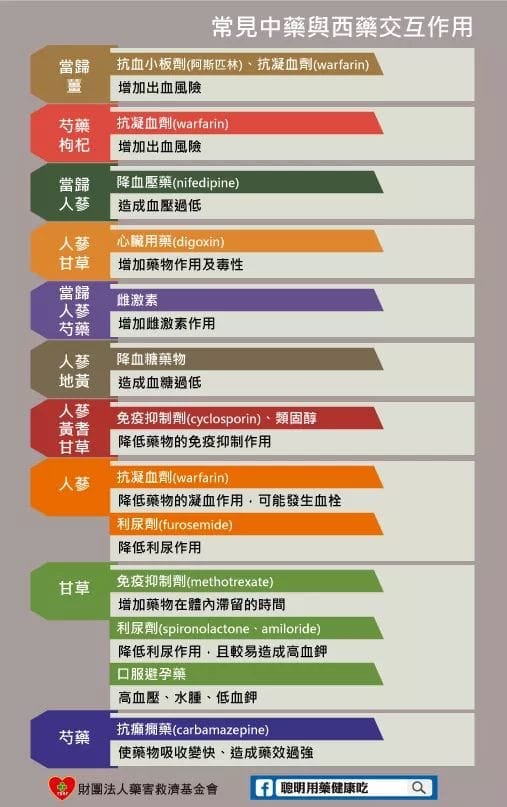 常見中藥與西藥交互作用
當歸
薑
抗血小板劑(阿斯匹林)、抗凝血劑(warfarin)
增加出血風險
芍藥
枸杞
抗凝血劑(warfarin)
增加出血風險
當歸
人蔘
降血壓藥(nifedipine)
造成血壓過低
人蔘
甘草
心臟用藥(digoxin)
增加藥物作用及毒性
當歸
人蔘
芍藥
雌激素
增加雌激素作用
人蔘
地黃
降血糖藥物
造成血糖過低
人蔘
黃耆
甘草
免疫抑制劑(cyclosporin)、類固醇
降低藥物的免疫抑制作用
人蔘
抗凝血劑(warfarin)
降低藥物的凝血作用，可能發生血栓
利尿劑(furosemide)
降低利尿作用
甘草
免疫抑制劑(methotrexate)
增加藥物在體內滯留的時間
利尿劑(spironolactone、amiloride)
降低利尿作用，且較易造成高血鉀
口服避孕藥
高血壓、水腫、低血鉀
芍藥
抗癲癇藥(carbamazepine)
使藥物吸收變快、造成藥效過強
TDRF 財團法人藥害救濟基金會
f 聰明用藥健康吃